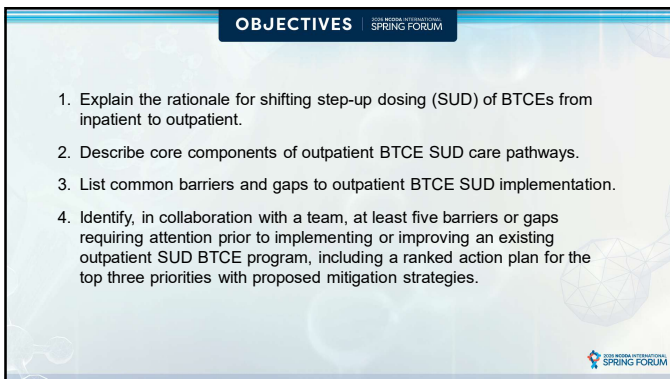 OBJECTIVES | 2026 NCODA INTERNATIONAL
SPRING FORUM
1. Explain the rationale for shifting step-up dosing (SUD) of BTCEs from
inpatient to outpatient.
2. Describe core components of outpatient BTCE SUD care pathways.
3. List common barriers and gaps to outpatient BTCE SUD implementation.
4. Identify, in collaboration with a team, at least five barriers or gaps
requiring attention prior to implementing or improving an existing
outpatient SUD BTCE program, including a ranked action plan for the
top three priorities with proposed mitigation strategies.
2026 NCODA INTERNATIONAL
SPRING FORUM